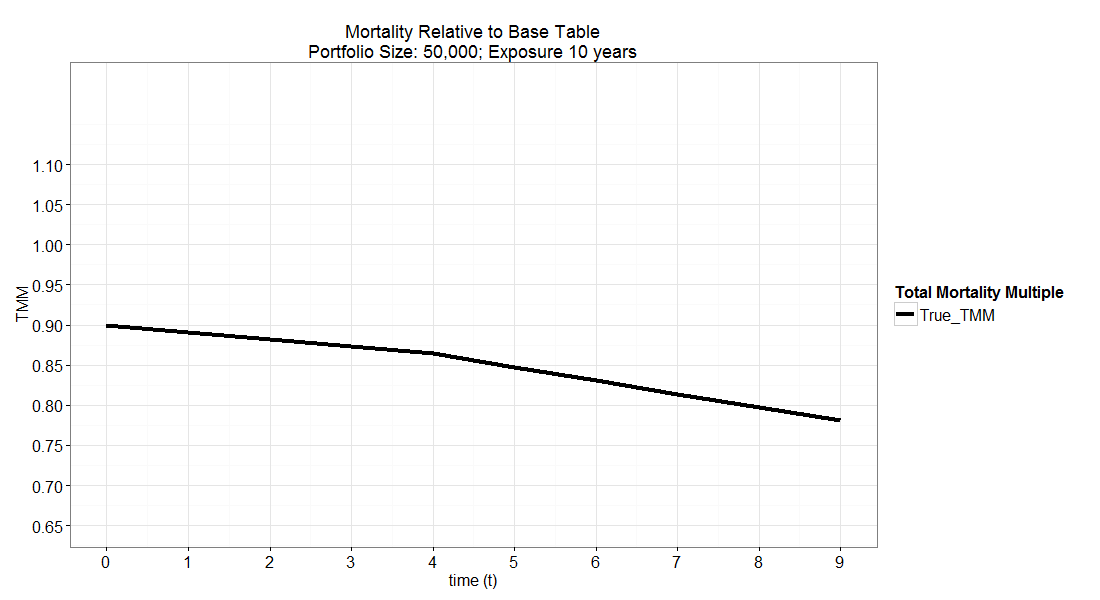 Mortality Relative to Base Table
Portfolio Size: 50,000; Exposure 10 years
1.10
1.05
1.00
0.95
0.90
0.85
0.80
0.75
0.70
0.65
TMM
0 1 2 3 4 5 6 7 8 9
time (t)
Total Mortality Multiple
True_TMM